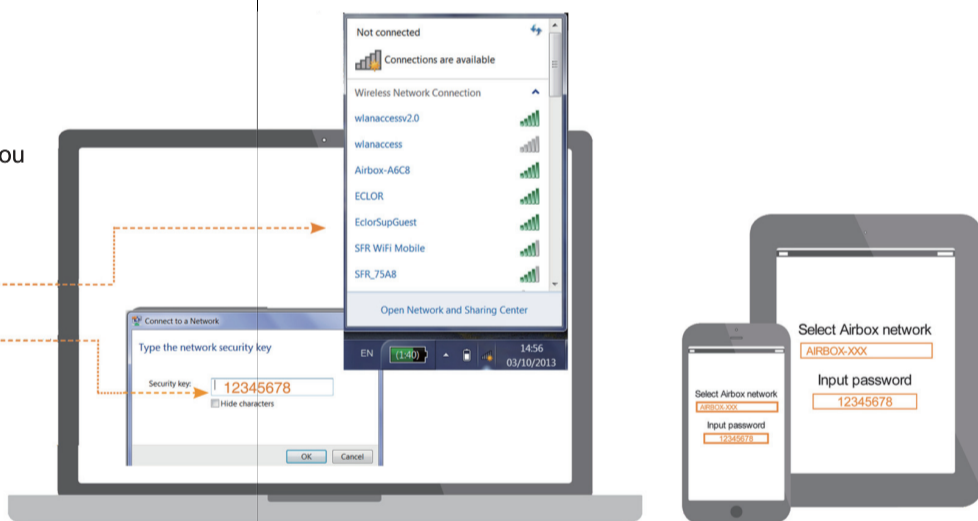 ou
Not connected
Connections are available
Wireless Network Connection
wlanaccessv2.0
wlanaccess
Airbox-A6C8
ECLOR
EclorSupGuest
SFR WiFi Mobile
SFR_75A8
Open Network and Sharing Center
EN
(1:40)
14:56
03/10/2013
Connect to a Network
Type the network security key
Security key:
12345678
Hide characters
OK
Cancel
Select Airbox network
AIRBOX-XXX
Input password
12345678
Select Airbox network
AIRBOX-XXX
Input password
12345678